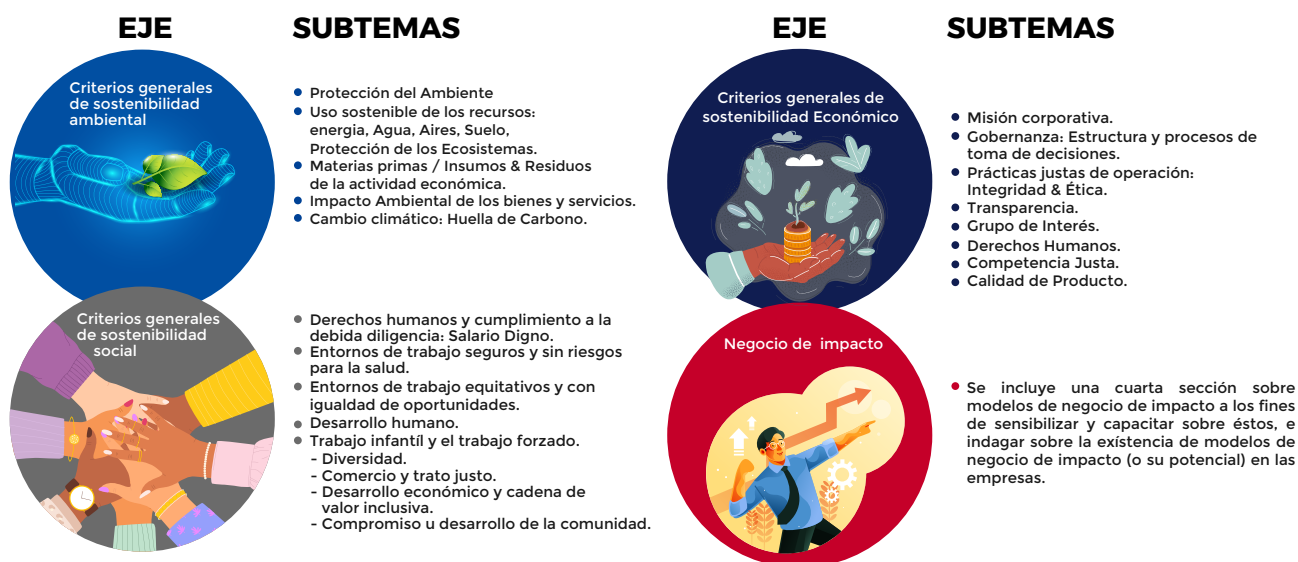 EJE
SUBTEMAS
Criterios generales
de sostenibilidad
ambiental
• Protección del Ambiente
• Uso sostenible de los recursos:
energia, Agua, Aires, Suelo,
Protección de los Ecosistemas.
• Materias primas / Insumos & Residuos
de la actividad económica.
• Impacto Ambiental de los bienes y servicios.
• Cambio climático: Huella de Carbono.
Criterios generales
de sostenibilidad
social
• Derechos humanos y cumplimiento a la
debida diligencia: Salario Digno.
• Entornos de trabajo seguros y sin riesgos
para la salud.
• Entornos de trabajo equitativos y con
igualdad de oportunidades.
• Desarrollo humano.
• Trabajo infantíl y el trabajo forzado.
- Diversidad.
- Comercio y trato justo.
- Desarrollo económico y cadena de
valor inclusiva.
- Compromiso u desarrollo de la comunidad.
EJE
SUBTEMAS
Criterios generales de
sostenibilidad Económico
• Misión corporativa.
• Gobernanza: Estructura y procesos de
toma de decisiones.
• Prácticas justas de operación:
Integridad & Ética.
• Transparencia.
• Grupo de Interés.
• Derechos Humanos.
• Competencia Justa.
• Calidad de Producto.
Negocio de impacto
• Se incluye una cuarta sección sobre
modelos de negocio de impacto a los fines
de sensibilizar y capacitar sobre éstos, e
indagar sobre la existencia de modelos de
negocio de impacto (o su potencial) en las
empresas.